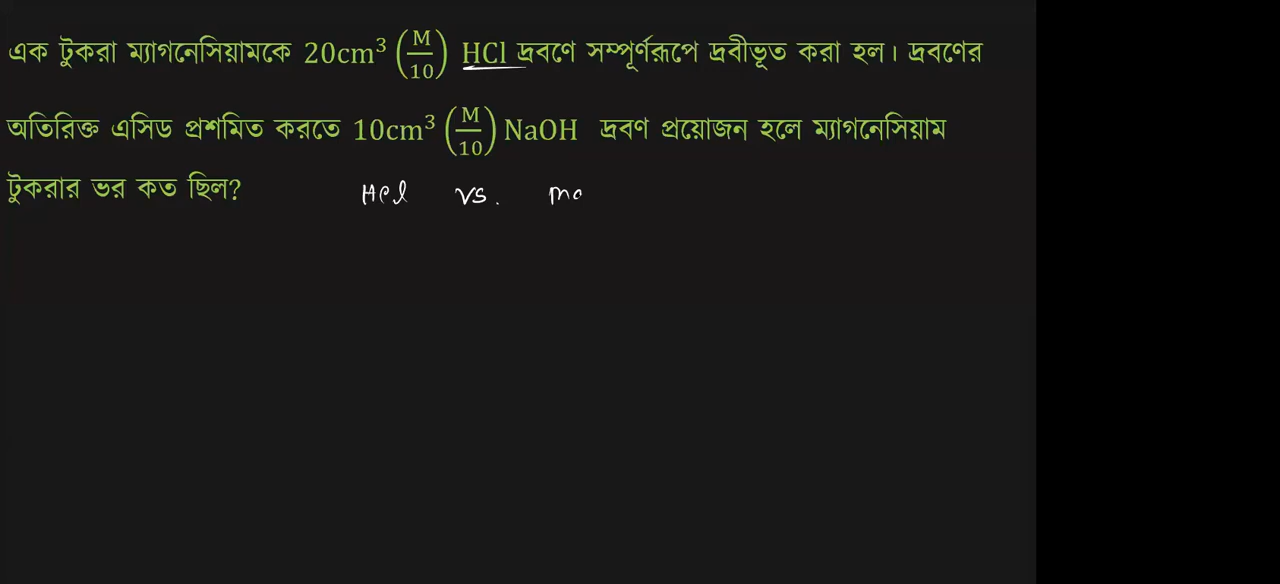 এক টুকরা ম্যাগনেসিয়ামকে 20cm³ (M/10) HCl দ্রবণে সম্পূর্ণরূপে দ্রবীভূত করা হল। দ্রবণের
অতিরিক্ত এসিড প্রশমিত করতে 10cm³ (M/10) NaOH দ্রবণ প্রয়োজন হলে ম্যাগনেসিয়াম
টুকরার ভর কত ছিল?
HCl vs.